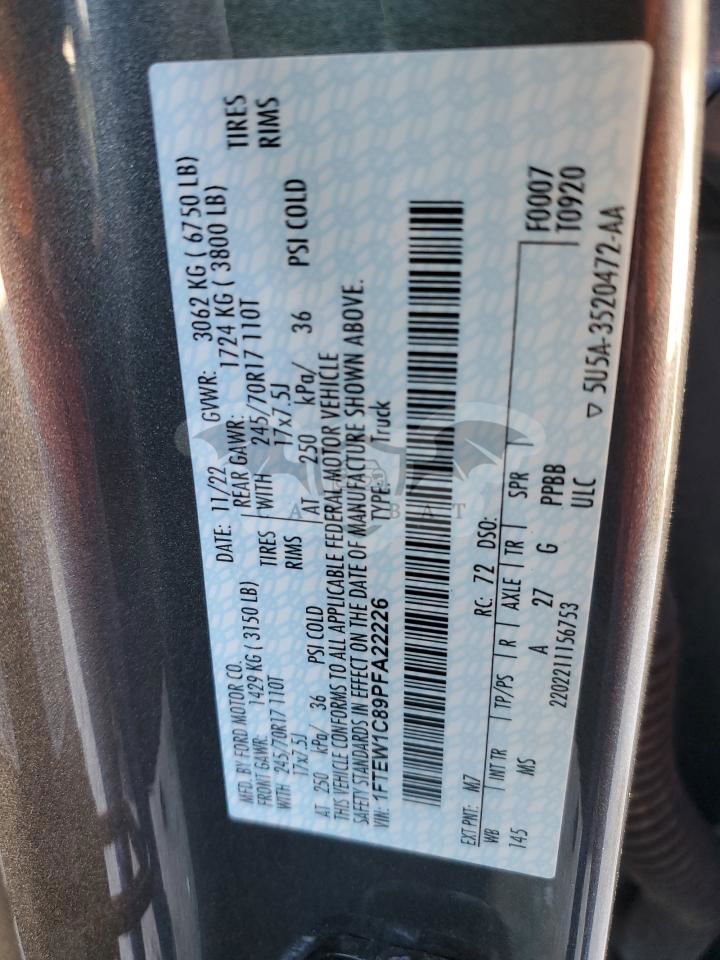 MFD. BY FORD MOTOR CO.
DATE: 11/22 GVWR: 3062 KG ( 6750 LB)
FRONT GAWR: 1429 KG ( 3150 LB)
REAR GAWR: 1724 KG ( 3800 LB)
WITH 245/70R17 110T TIRES
WITH 245/70R17 110T TIRES
17x7.5J RIMS
17x7.5J RIMS
AT 250 kPa/ 36 PSI COLD
AT 250 kPa/ 36 PSI COLD
THIS VEHICLE CONFORMS TO ALL APPLICABLE FEDERAL MOTOR VEHICLE
SAFETY STANDARDS IN EFFECT ON THE DATE OF MANUFACTURE SHOWN ABOVE.
VIN: 1FTEW1C89PFA22226 TYPE: Truck
EXT PNT: M7 RC: 72 DSO: F0007
WB INT TR TP/PS R AXLE TR SPR T0920
145 MS A 27 G PPBB
ULC
2202211156753 ▽ 5U5A-3520472-AA